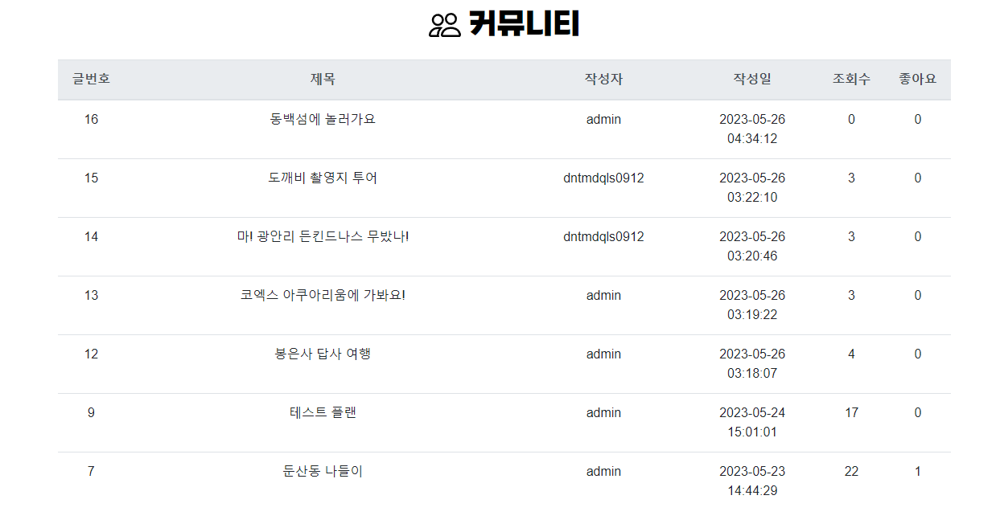 커뮤니티
글번호 제목 작성자 작성일 조회수 좋아요
16 동백섬에 놀러가요 admin 2023-05-26 0 0
04:34:12
15 도깨비 촬영지 투어 dntmdqls0912 2023-05-26 3 0
03:22:10
14 마! 광안리 든킨드나스 무밨나! dntmdqls0912 2023-05-26 3 0
03:20:46
13 코엑스 아쿠아리움에 가봐요! admin 2023-05-26 3 0
03:19:22
12 봉은사 답사 여행 admin 2023-05-26 4 0
03:18:07
9 테스트 플랜 admin 2023-05-24 17 0
15:01:01
7 둔산동 나들이 admin 2023-05-23 22 1
14:44:29